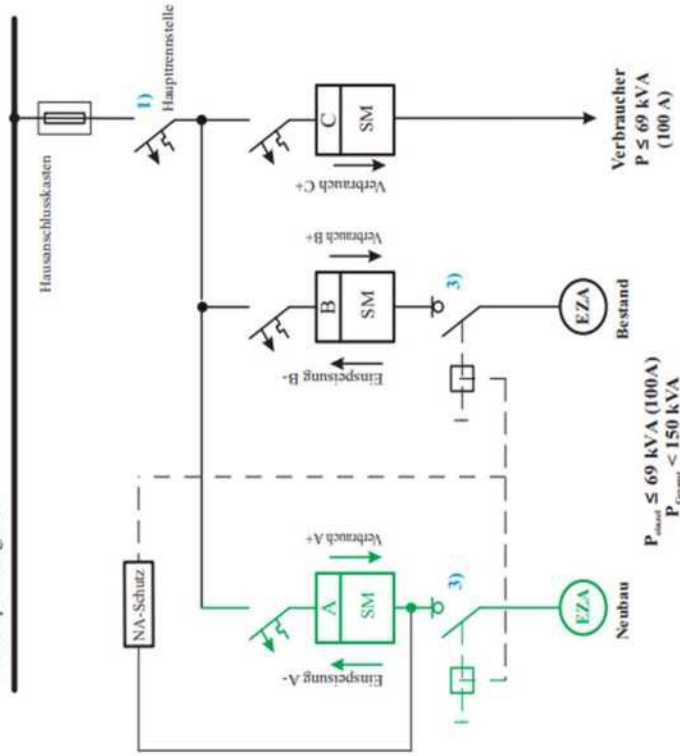 Hausanschlusskasten
1)
Haupttrennstelle
NA-Schutz
A
SM
Einspeisung A-
Verbrauch A+
3)
EZA
Neubau
B
SM
Einspeisung B-
Verbrauch B+
3)
EZA
Bestand
C
SM
Verbrauch C+
Verbraucher
P ≤ 69 kVA
(100 A)
P ≤ 69 kVA (100A)
P < 150 kVA